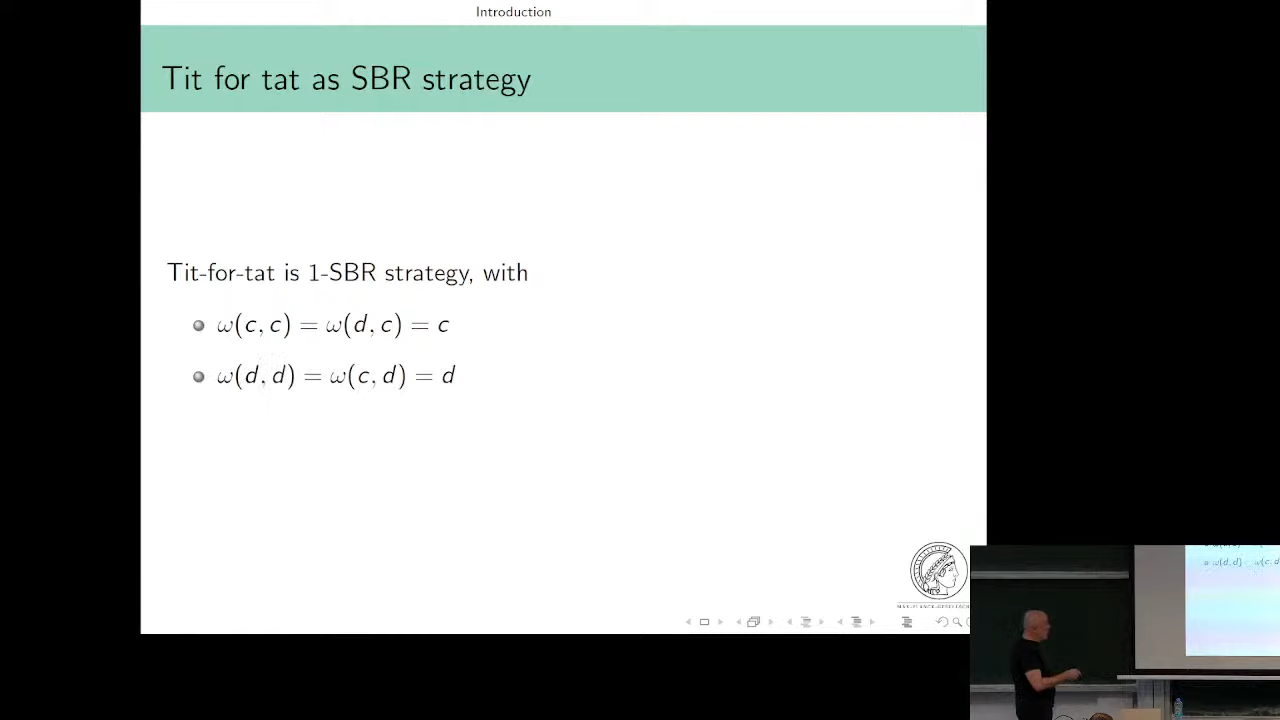 Introduction
Tit for tat as SBR strategy
Tit-for-tat is 1-SBR strategy, with
ω(c, c) = ω(d, c) = c
ω(d, d) = ω(c, d) = d
ω(d, d) ω(c, d